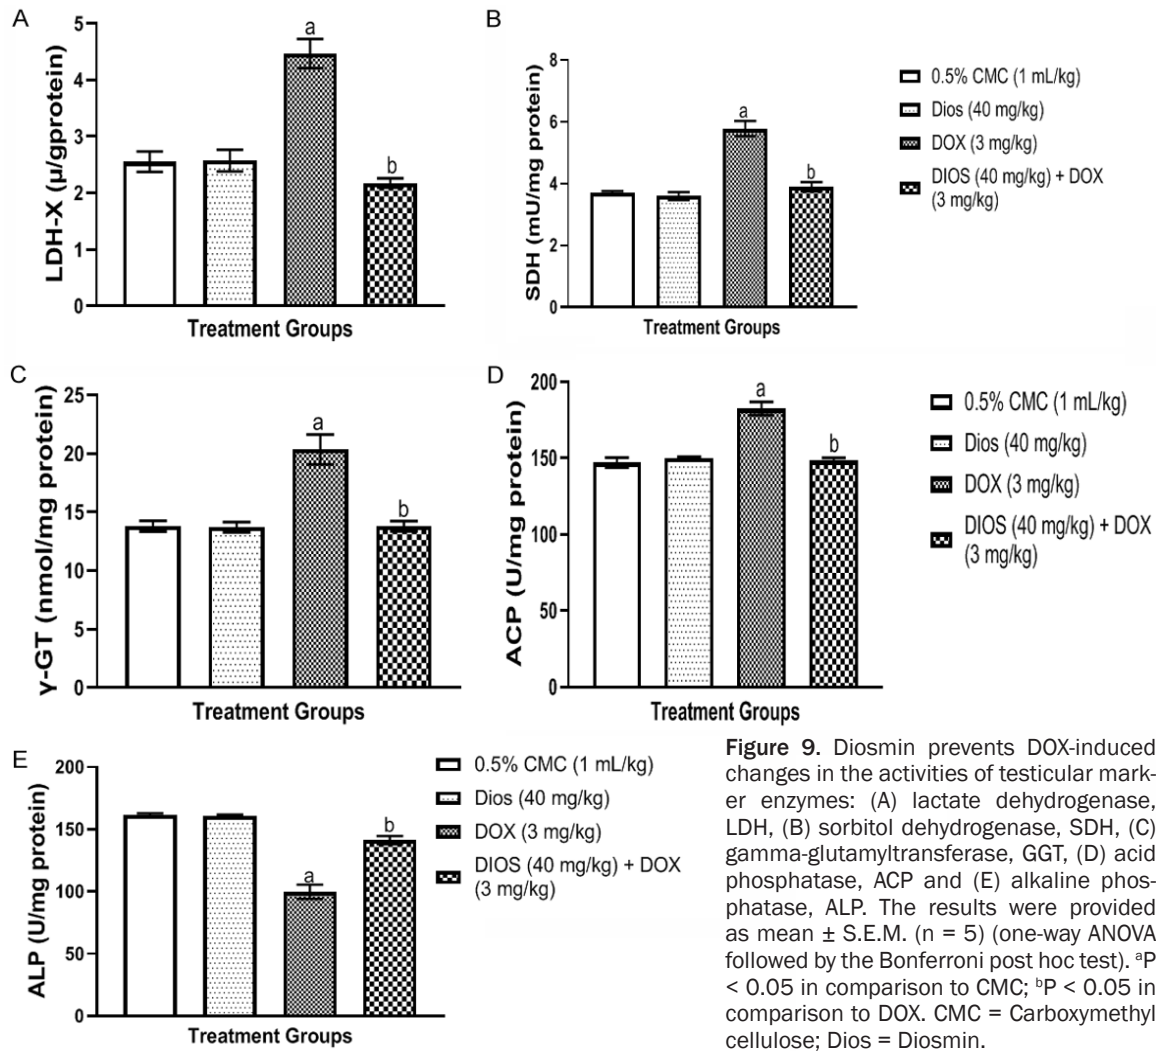 A
LDH-X (µ/gprotein)
5
4
3
2
1
0
a
b
Treatment Groups
B
SDH (mU/mg protein)
8
6
4
2
0
a
b
Treatment Groups
0.5% CMC (1 mL/kg)
Dios (40 mg/kg)
DOX (3 mg/kg)
DIOS (40 mg/kg) + DOX
(3 mg/kg)
C
γ-GT (nmol/mg protein)
25
20
15
10
5
0
a
b
Treatment Groups
D
ACP (U/mg protein)
200
150
100
50
0
a
b
Treatment Groups
0.5% CMC (1 mL/kg)
Dios (40 mg/kg)
DOX (3 mg/kg)
DIOS (40 mg/kg) + DOX
(3 mg/kg)
E
ALP (U/mg protein)
200
150
100
50
0
a
b
Treatment Groups
0.5% CMC (1 mL/kg)
Dios (40 mg/kg)
DOX (3 mg/kg)
DIOS (40 mg/kg) + DOX
(3 mg/kg)
Figure 9. Diosmin prevents DOX-induced
changes in the activities of testicular mark-
er enzymes: (A) lactate dehydrogenase,
LDH, (B) sorbitol dehydrogenase, SDH, (C)
gamma-glutamyltransferase, GGT, (D) acid
phosphatase, ACP and (E) alkaline phos-
phatase, ALP. The results were provided
as mean ± S.E.M. (n = 5) (one-way ANOVA
followed by the Bonferroni post hoc test). ᵃP
< 0.05 in comparison to CMC; ᵇP < 0.05 in
comparison to DOX. CMC = Carboxymethyl
cellulose; Dios = Diosmin.